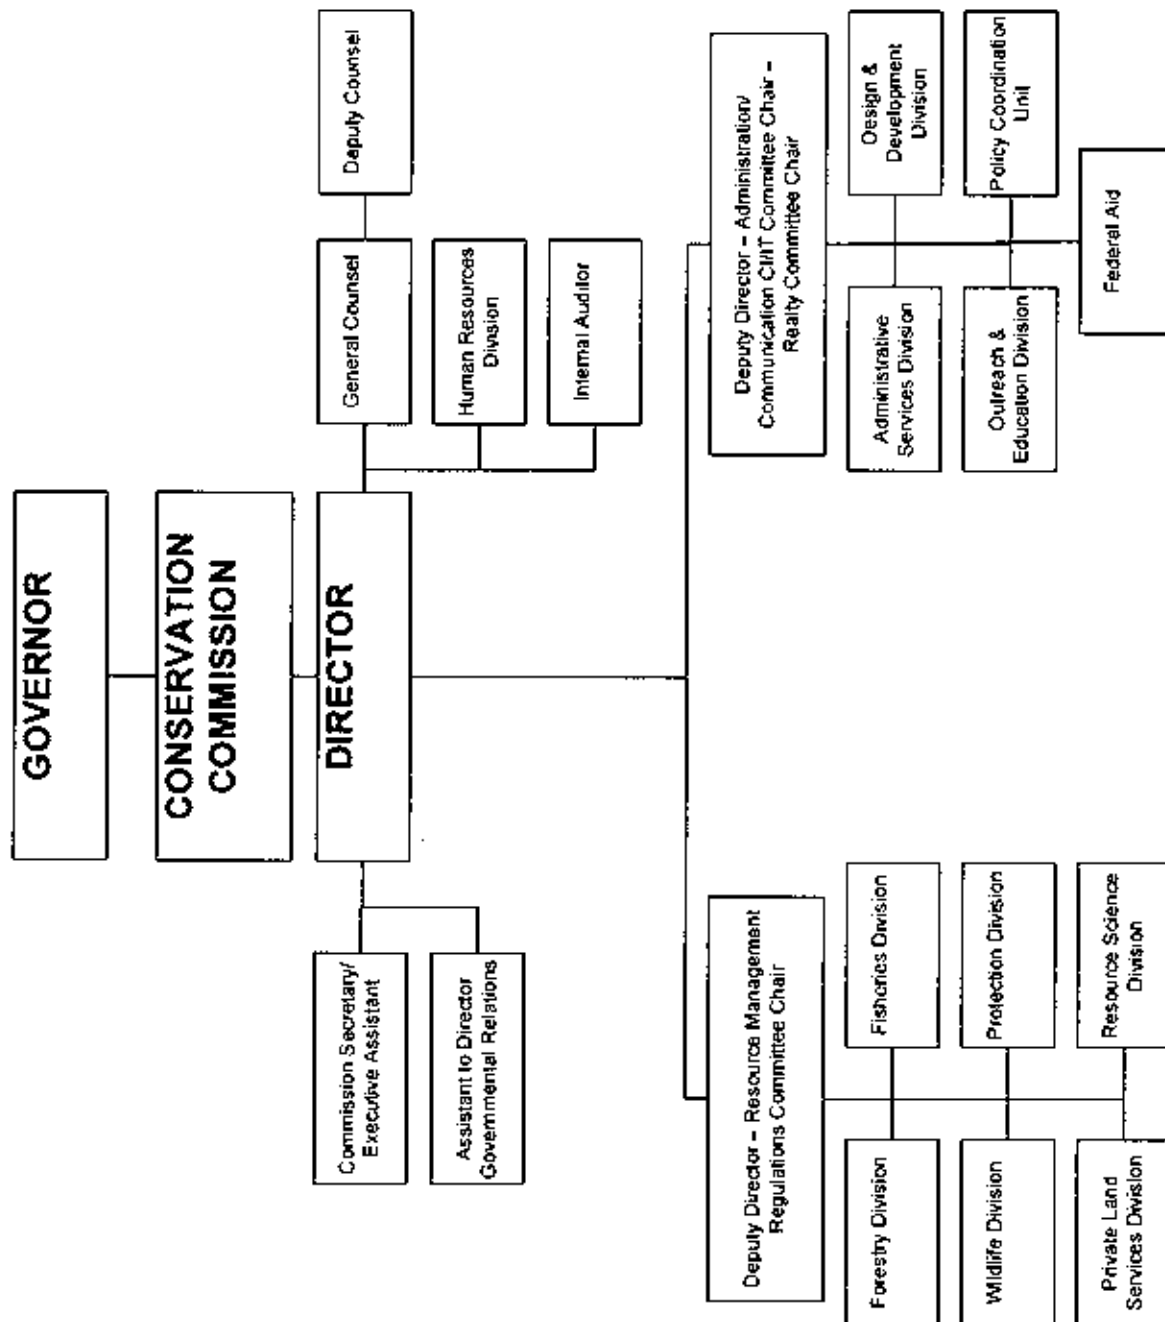 GOVERNOR
CONSERVATION
COMMISSION
DIRECTOR
Commission Secretary/
Executive Assistant
Assistant to Director
Governmental Relations
General Counsel
Deputy Counsel
Human Resources
Division
Internal Auditor
Deputy Director – Resource Management
Regulations Committee Chair
Forestry Division
Fisheries Division
Wildlife Division
Protection Division
Private Land
Services Division
Resource Science
Division
Deputy Director – Administration/
Communication CI/IT Committee Chair –
Realty Committee Chair
Administrative
Services Division
Design &
Development
Division
Outreach &
Education Division
Policy Coordination
Unit
Federal Aid